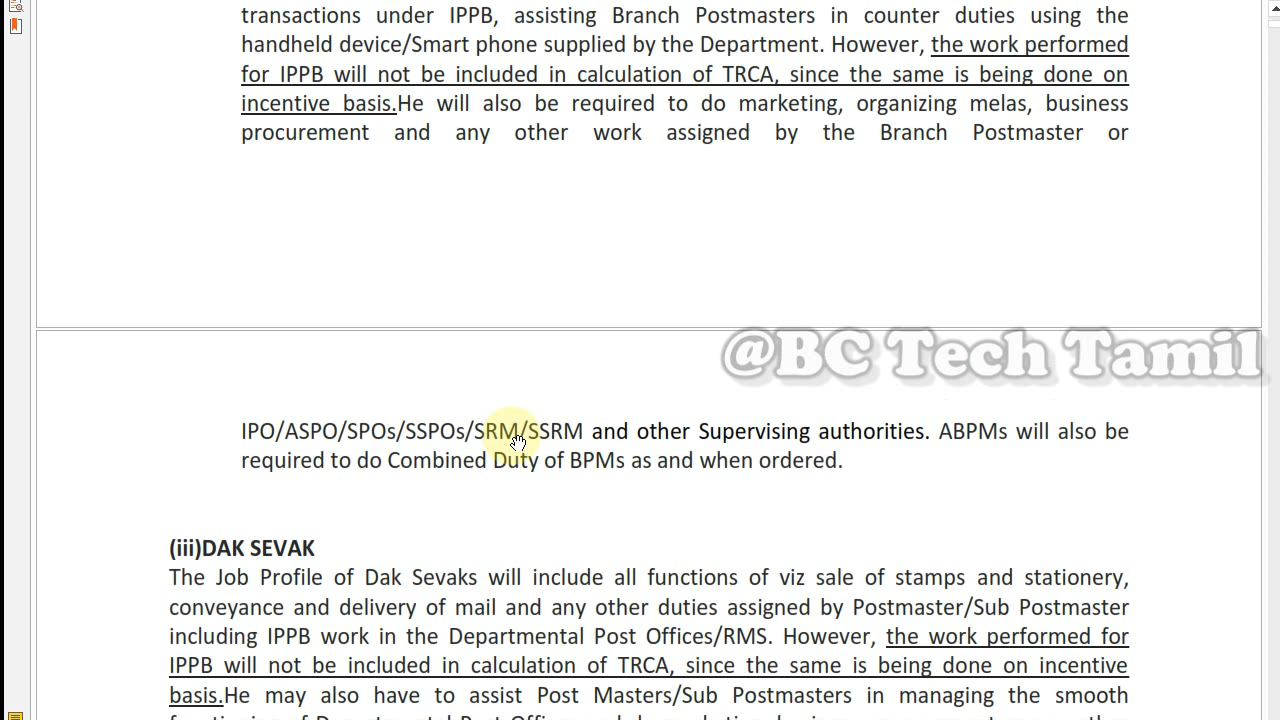 transactions under IPPB, assisting Branch Postmasters in counter duties using the
handheld device/Smart phone supplied by the Department. However, the work performed
for IPPB will not be included in calculation of TRCA, since the same is being done on
incentive basis.He will also be required to do marketing, organizing melas, business
procurement and any other work assigned by the Branch Postmaster or
@BC Tech Tamil
IPO/ASPO/SPOs/SSPOs/SRM/SSRM and other Supervising authorities. ABPMs will also be
required to do Combined Duty of BPMs as and when ordered.
(iii)DAK SEVAK
The Job Profile of Dak Sevaks will include all functions of viz sale of stamps and stationery,
conveyance and delivery of mail and any other duties assigned by Postmaster/Sub Postmaster
including IPPB work in the Departmental Post Offices/RMS. However, the work performed for
IPPB will not be included in calculation of TRCA, since the same is being done on incentive
basis.He may also have to assist Post Masters/Sub Postmasters in managing the smooth